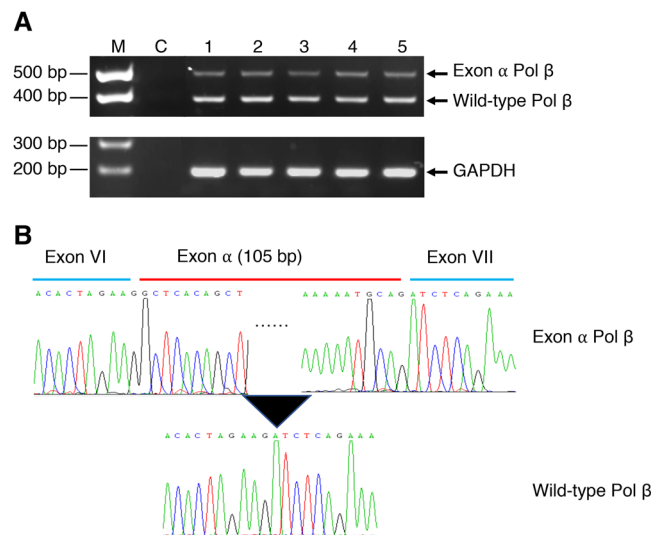 A
M C 1 2 3 4 5
500 bp
Exon α Pol β
400 bp
Wild-type Pol β
300 bp
200 bp
GAPDH
B
Exon VI Exon α (105 bp) Exon VII
ACACTAGAAGGCTCACAGCT AAAAATGCAGATCTCAGAAA
......
Exon α Pol β
ACACTAGAAGATCTCAGAAA
Wild-type Pol β